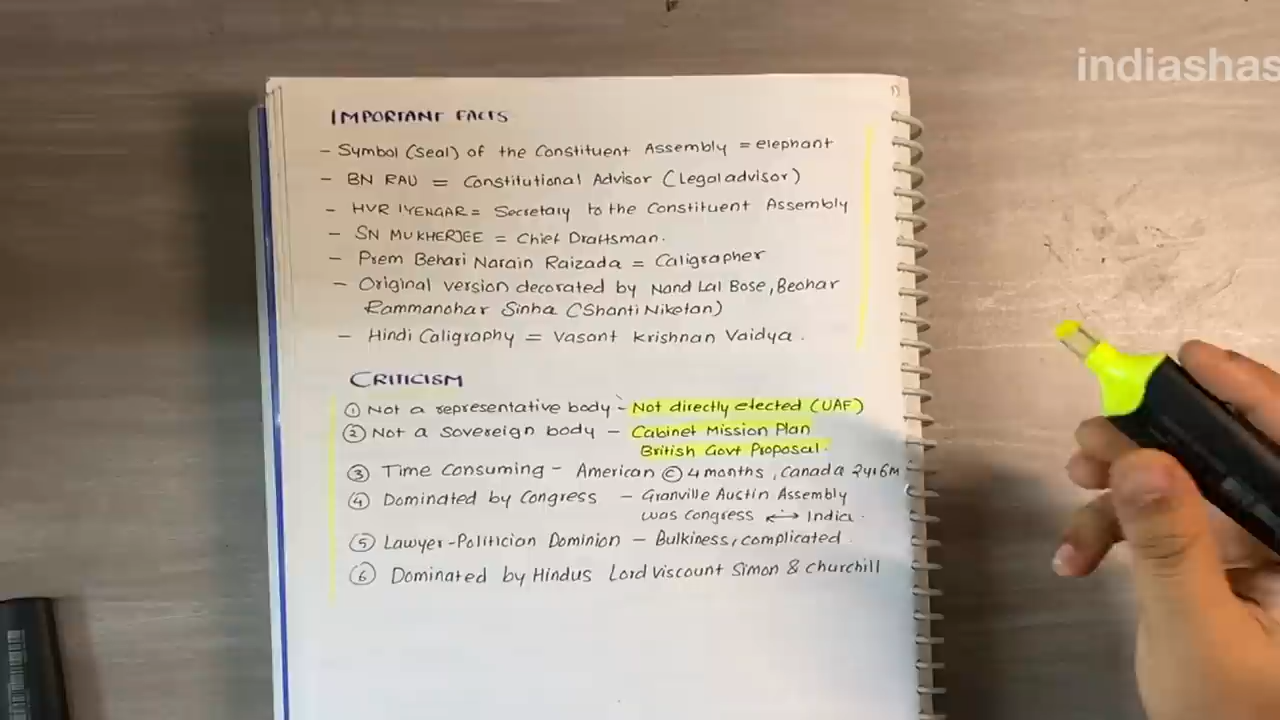 indiashas
IMPORTANT FACTS
- Symbol (Seal) of the Constituent Assembly = elephant
- BN RAU = Constitutional Advisor (Legal advisor)
- HVR IYENGAR = Secretary to the Constituent Assembly
- SN MUKHERJEE = Chief Draftsman.
- Prem Behari Narain Raizada = Caligrapher
- Original version decorated by Nand Lal Bose, Beohar
Rammanohar Sinha (Shanti Niketan)
- Hindi Caligraphy = Vasant Krishnan Vaidya.
CRITICISM
① Not a representative body - Not directly elected (UAF)
② Not a Sovereign body - Cabinet Mission Plan
British Govt Proposal.
③ Time Consuming - American © 4 months, Canada 2yr6M
④ Dominated by Congress - Granville Austin Assembly
was congress ↔ India.
⑤ Lawyer-Politician Dominion - Bulkiness, complicated.
⑥ Dominated by Hindus Lord Viscount Simon & Churchill